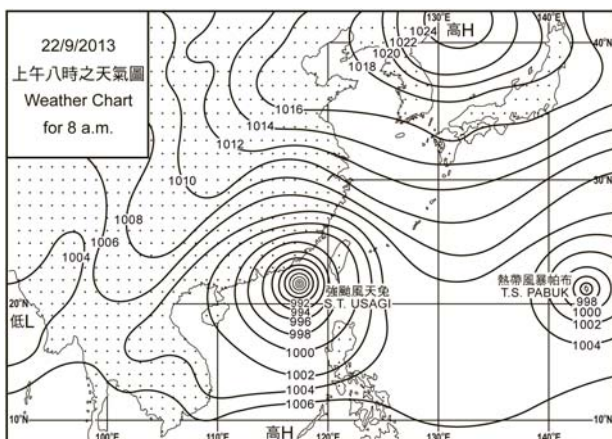 22/9/2013
上午八時之天氣圖
Weather Chart
for 8 a.m.
130°E
140°E
高H
1024
1022
1020
1018
40°N
1016
1014
1012
1010
30°N
1008
1006
1004
強颱風天兔
S.T. USAGI
熱帶風暴帕布
T.S. PABUK
992
994
996
998
1000
1002
1004
1006
998
1000
1002
1004
20°N
20°N
低L
10°N
10°N
100°E
110°E
120°E
130°E
140°E
高H